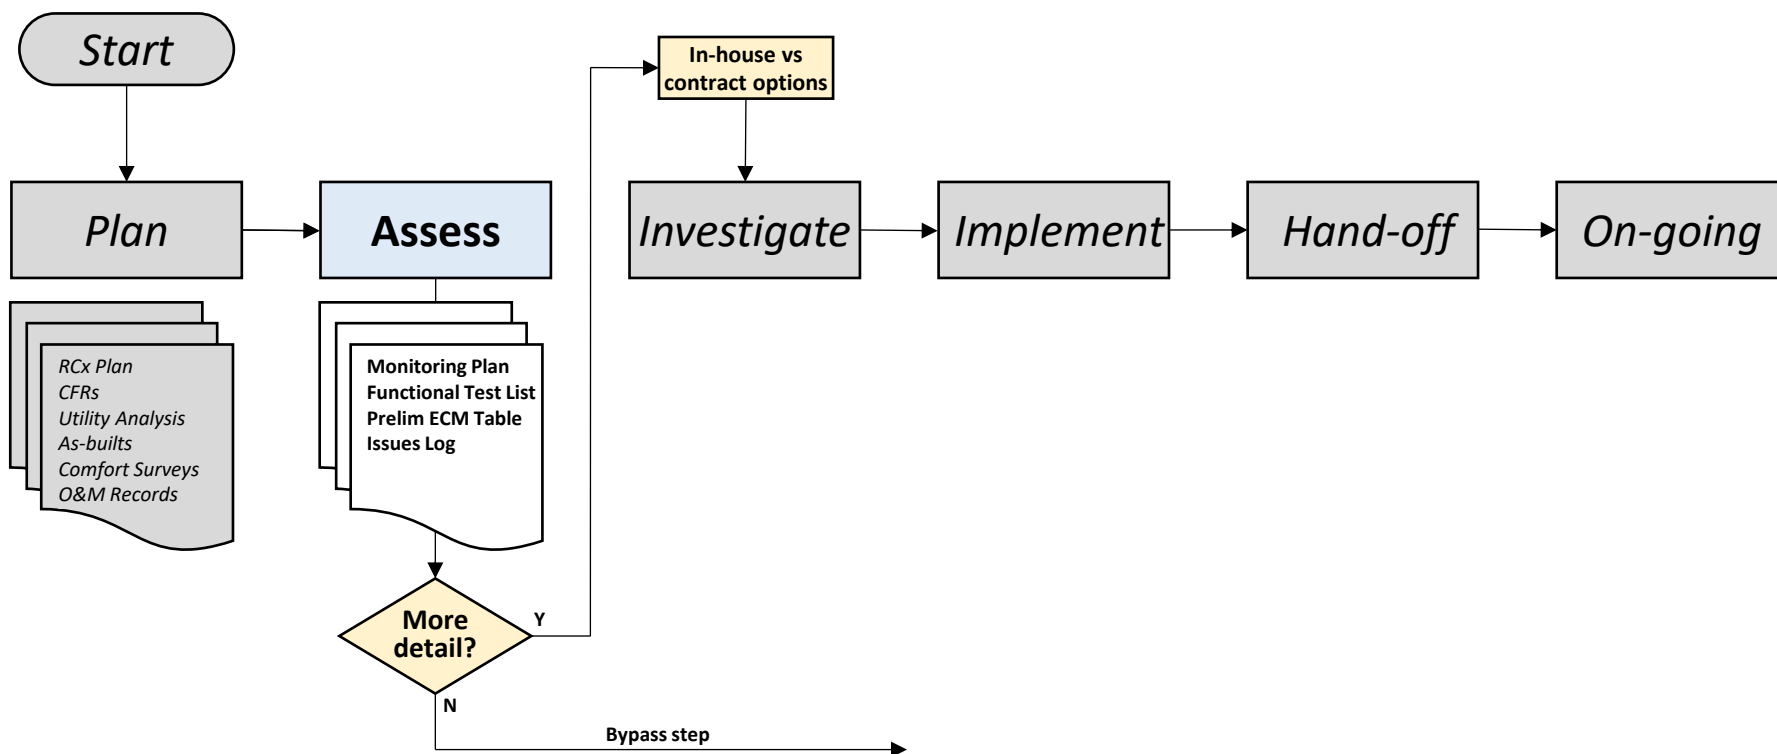 Start
In-house vs
contract options
Plan
Assess
Investigate
Implement
Hand-off
On-going
RCx Plan
CFRs
Utility Analysis
As-builts
Comfort Surveys
O&M Records
Monitoring Plan
Functional Test List
Prelim ECM Table
Issues Log
More
detail?
Y
N
Bypass step